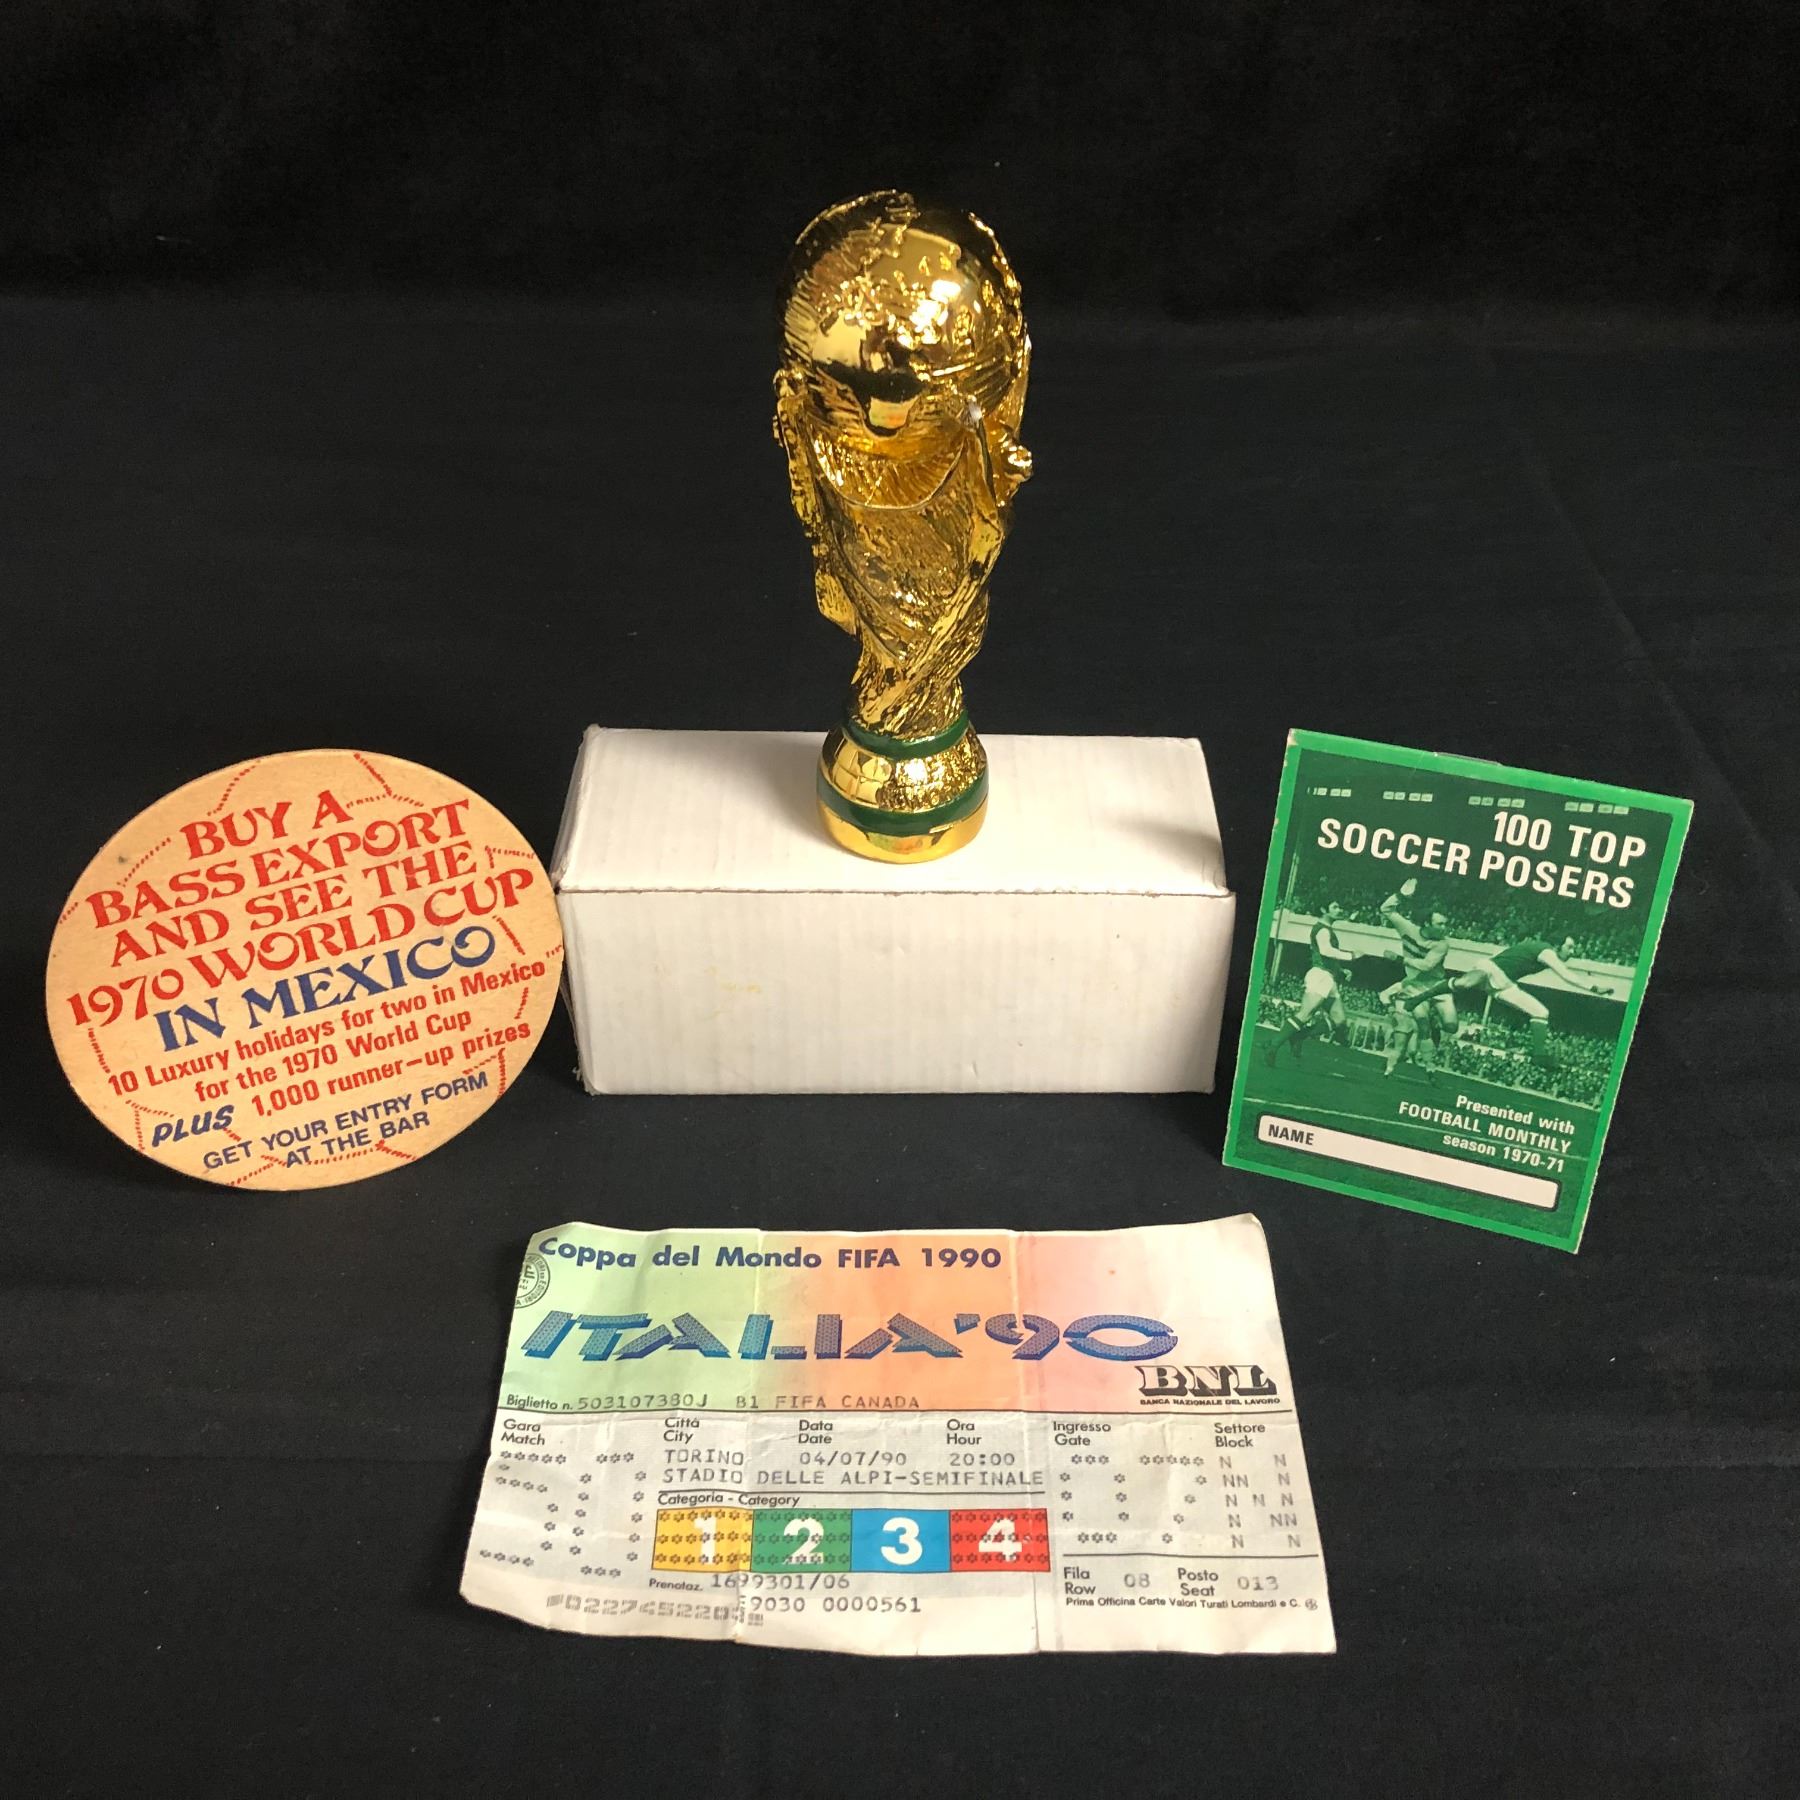 BUY A
BASS EXPORT
AND SEE THE
1970 WORLD CUP
IN MEXICO
10 Luxury holidays for two in Mexico
for the 1970 World Cup
PLUS 1,000 runner-up prizes
GET YOUR ENTRY FORM
AT THE BAR
100 TOP
SOCCER POSERS
Presented with
FOOTBALL MONTHLY
season 1970-71
NAME
Coppa del Mondo FIFA 1990
ITALIA '90
BNL
BANCA NAZIONALE DEL LAVORO
Biglietto n. 503107380J B1 FIFA CANADA
Gara Città Data Ora Ingresso Settore
Match City Date Hour Gate Block
TORINO 04/07/90 20:00
STADIO DELLE ALPI-SEMIFINALE
Categoria - Category
1 2 3 4
Prenotaz. 1699301/06
9030 0000561
Fila 08 Posto 013
Row Seat
Prima Officina Carte Valori Turati Lombardi e C.